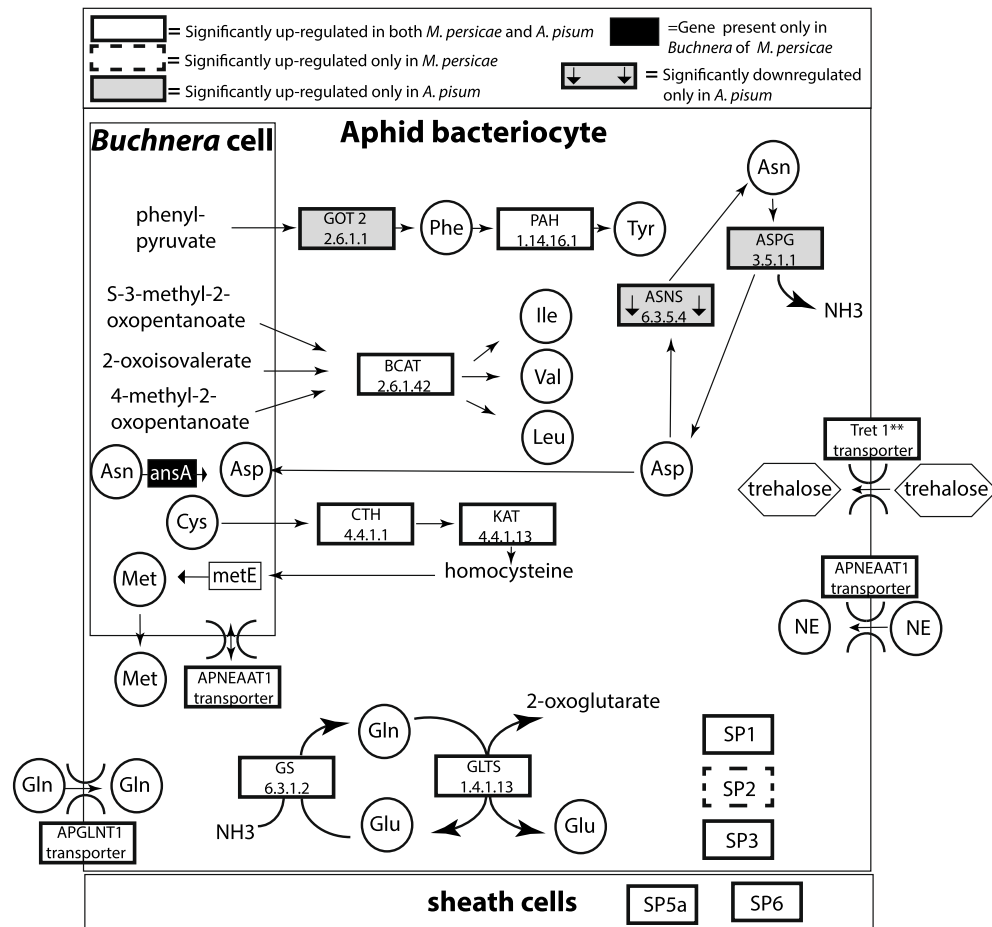 = Significantly up-regulated in both M. persicae and A. pisum
= Significantly up-regulated only in M. persicae
= Significantly up-regulated only in A. pisum
=Gene present only in
Buchnera of M. persicae
= Significantly downregulated
only in A. pisum
Buchnera cell
Aphid bacteriocyte
phenyl-
pyruvate
GOT 2
2.6.1.1
Phe
PAH
1.14.16.1
Tyr
Asn
ASPG
3.5.1.1
NH3
ASNS
6.3.5.4
S-3-methyl-2-
oxopentanoate
2-oxoisovalerate
4-methyl-2-
oxopentanoate
BCAT
2.6.1.42
Ile
Val
Leu
Asn
ansA
Asp
Asp
Tret 1**
transporter
trehalose
trehalose
Cys
CTH
4.4.1.1
KAT
4.4.1.13
homocysteine
metE
Met
Met
APNEAAT1
transporter
APNEAAT1
transporter
NE
NE
Gln
Gln
APGLNT1
transporter
GS
6.3.1.2
NH3
Gln
Glu
GLTS
1.4.1.13
2-oxoglutarate
Glu
SP1
SP2
SP3
sheath cells
SP5a
SP6